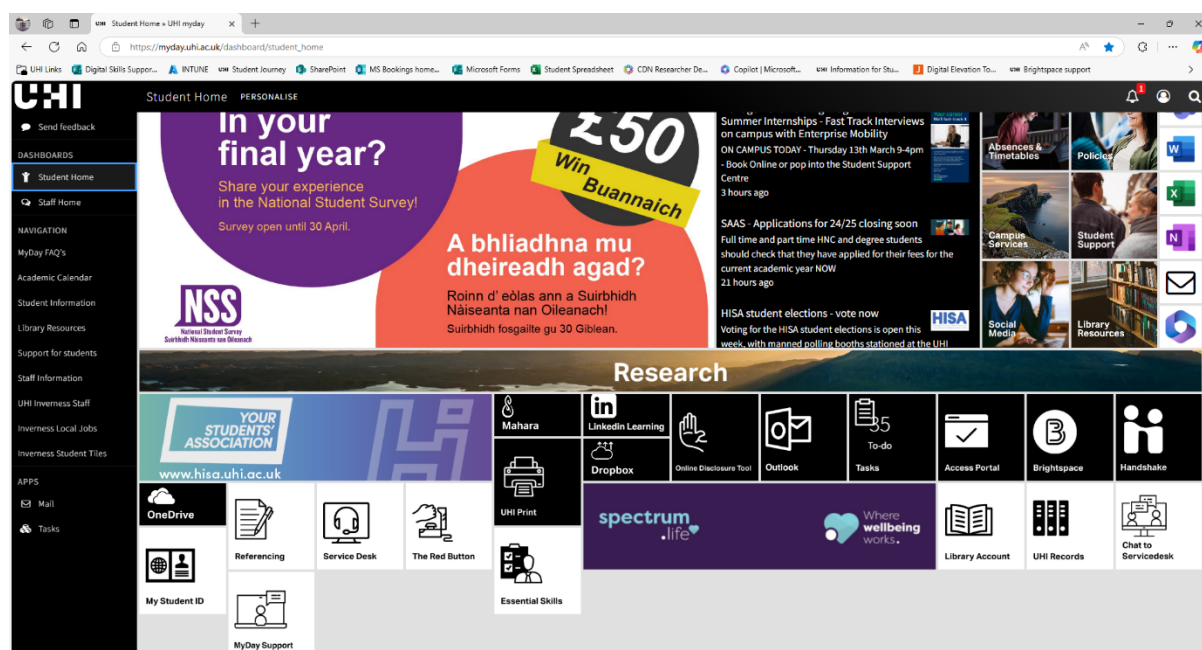 UHI Student Home » UHI myday
https://myday.uhi.ac.uk/dashboard/student_home
UHI Links
Digital Skills Suppor...
INTUNE
UHI Student Journey
SharePoint
MS Bookings home...
Microsoft Forms
Student Spreadsheet
CDN Researcher De...
Copilot | Microsoft...
UHI Information for Stu...
Digital Elevation To...
UHI Brightspace support
UHI
Student Home PERSONALISE
1
Send feedback
DASHBOARDS
Student Home
Staff Home
NAVIGATION
MyDay FAQ's
Academic Calendar
Student Information
Library Resources
Support for students
Staff Information
UHI Inverness Staff
Inverness Local Jobs
Inverness Student Tiles
APPS
Mail
Tasks
In your
final year?
Share your experience
in the National Student Survey!
Survey open until 30 April.
NSS
National Student Survey
Suirbhidh Nàiseanta nan Oileanach
£50
Win
Buannaich
A bhliadhna mu
dheireadh agad?
Roinn d' eòlas ann a Suirbhidh
Nàiseanta nan Oileanach!
Suirbhidh fosgailte gu 30 Giblean.
Summer Internships - Fast Track Interviews
on campus with Enterprise Mobility
ON CAMPUS TODAY - Thursday 13th March 9-4pm
- Book Online or pop into the Student Support
Centre
3 hours ago
SAAS - Applications for 24/25 closing soon
Full time and part time HNC and degree students
should check that they have applied for their fees for the
current academic year NOW
21 hours ago
HISA student elections - vote now
Voting for the HISA student elections is open this
week, with manned polling booths stationed at the UHI
HISA
Absences &
Timetables
Policies
Campus
Services
Student
Support
Social
Media
Library
Resources
W
X
N
Research
YOUR
STUDENTS'
ASSOCIATION
www.hisa.uhi.ac.uk
Mahara
in
Linkedin Learning
Dropbox
UHI Print
Online Disclosure Tool
Outlook
35
To-do
Tasks
Access Portal
B
Brightspace
Handshake
OneDrive
Referencing
Service Desk
The Red Button
spectrum
.life
Where
wellbeing
works.
Library Account
UHI Records
Chat to
Servicedesk
My Student ID
MyDay Support
Essential Skills